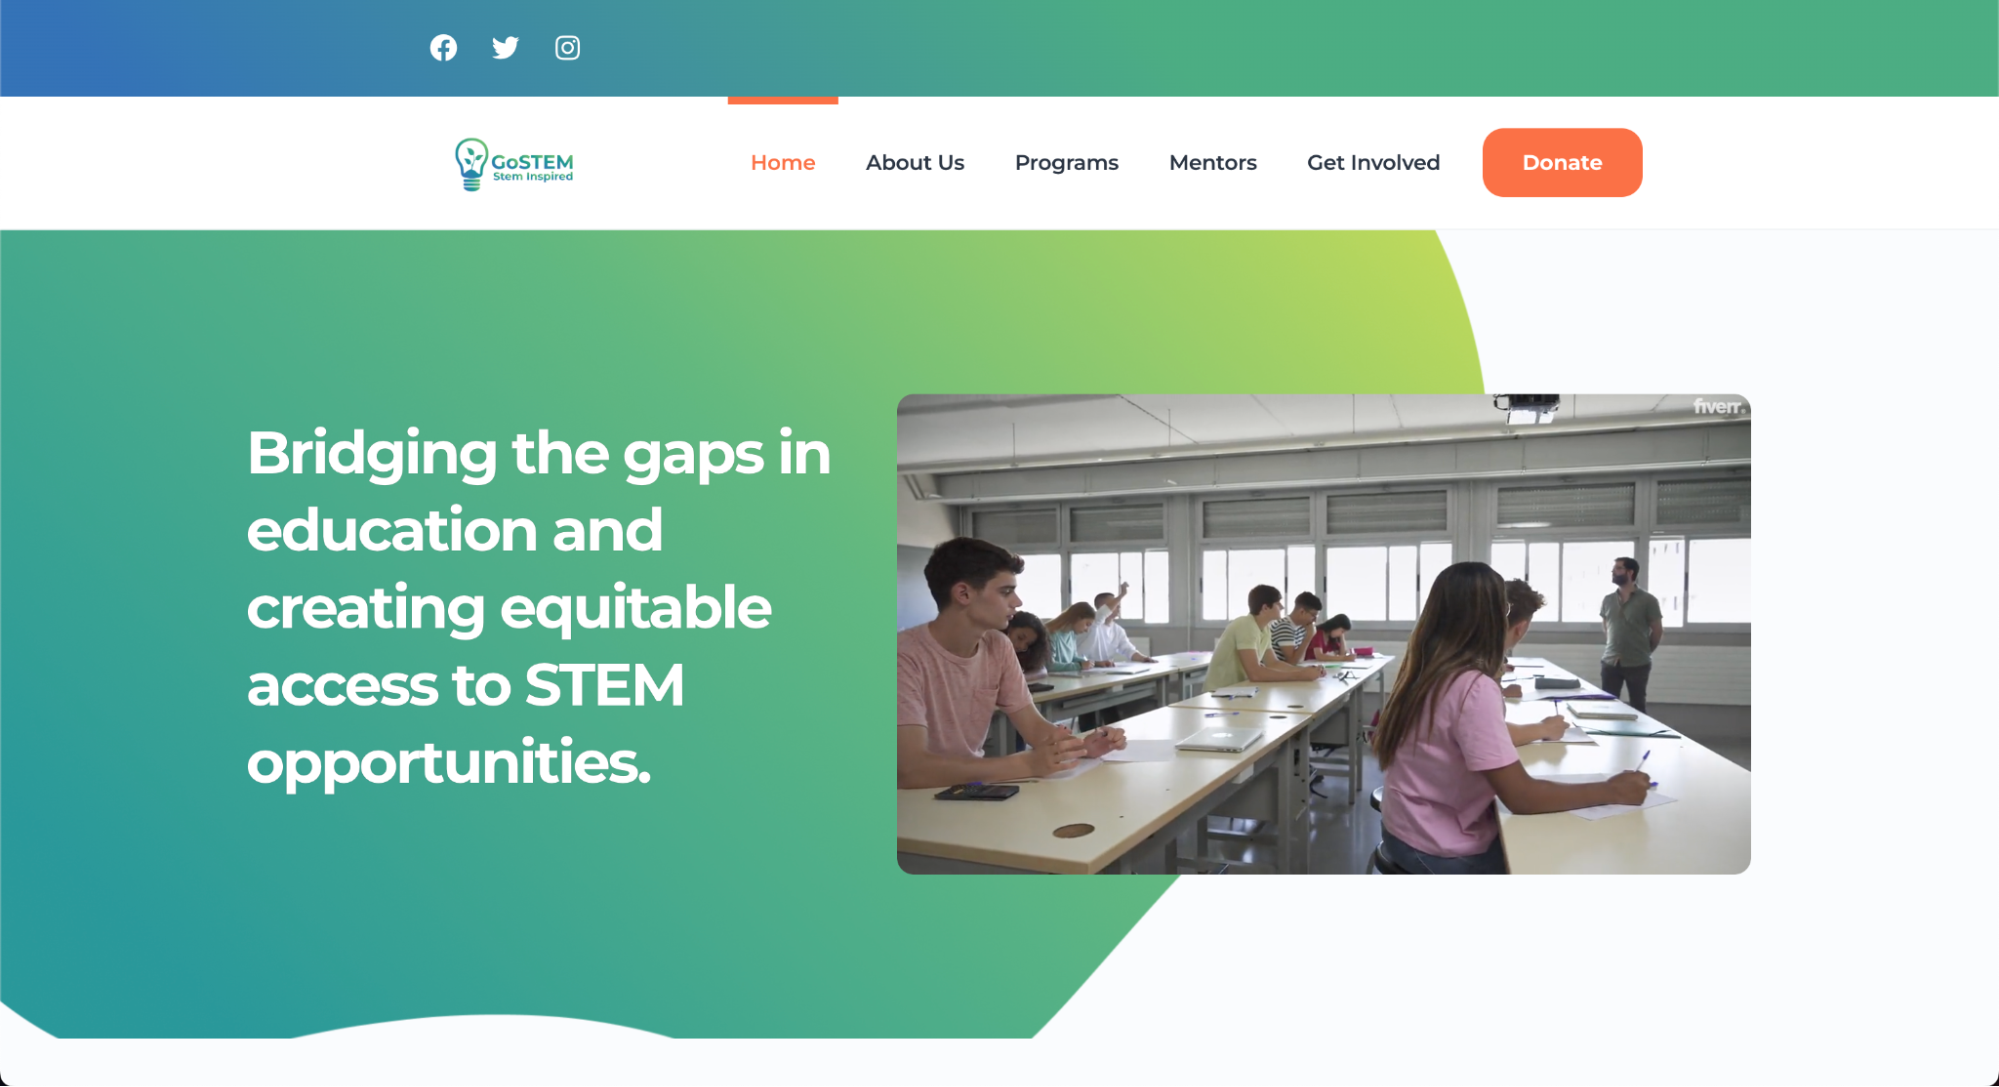 GoSTEM
Stem Inspired
Home About Us Programs Mentors Get Involved Donate
Bridging the gaps in
education and
creating equitable
access to STEM
opportunities.
fiverr.